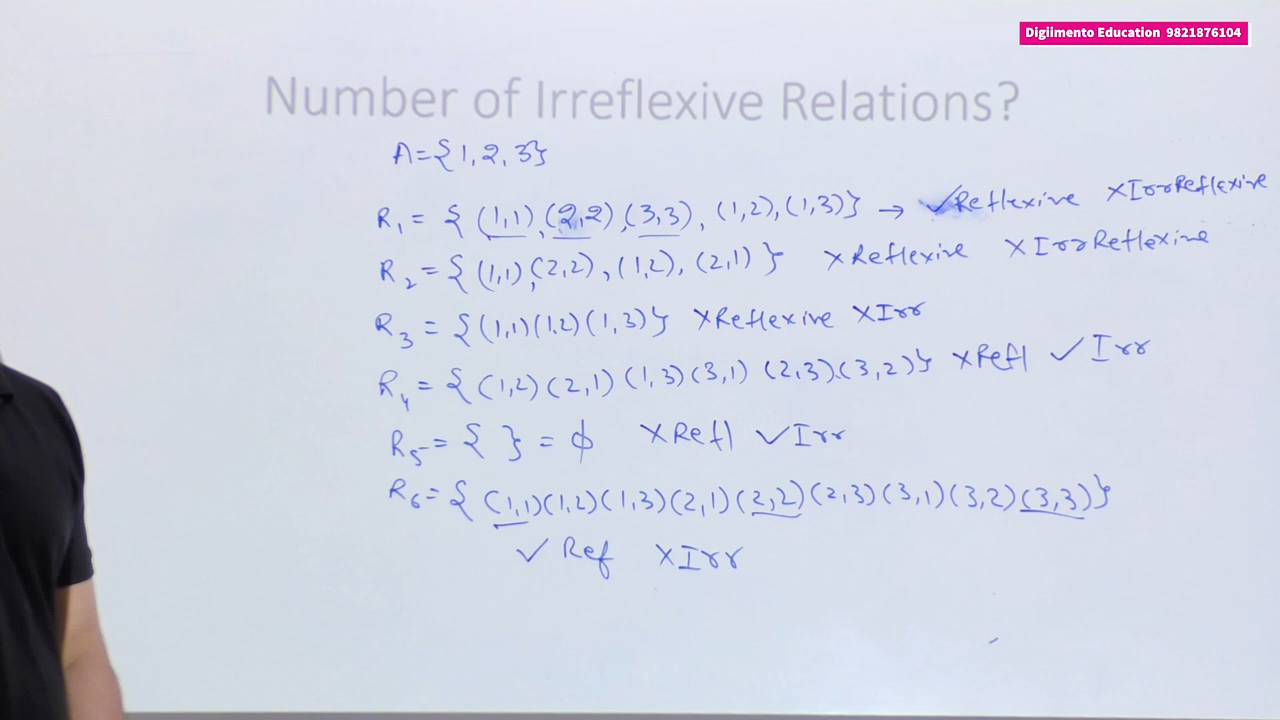 Digiimento Education 9821876104
Number of Irreflexive Relations?
A={1,2,3}
R₁ = { (1,1),(2,2),(3,3), (1,2),(1,3)} → ✓Reflexive ×IrrReflexive
R₂ = {(1,1),(2,2),(1,2),(2,1)} ×Reflexive ×IrrReflexive
R₃ = {(1,1)(1,2)(1,3)} ×Reflexive ×Irr
R₄ = {(1,2)(2,1)(1,3)(3,1)(2,3)(3,2)} ×Refl ✓Irr
R₅ = { } = ϕ ×Refl ✓Irr
R₆ = {(1,1)(1,2)(1,3)(2,1)(2,2)(2,3)(3,1)(3,2)(3,3)}
✓ Ref ×Irr